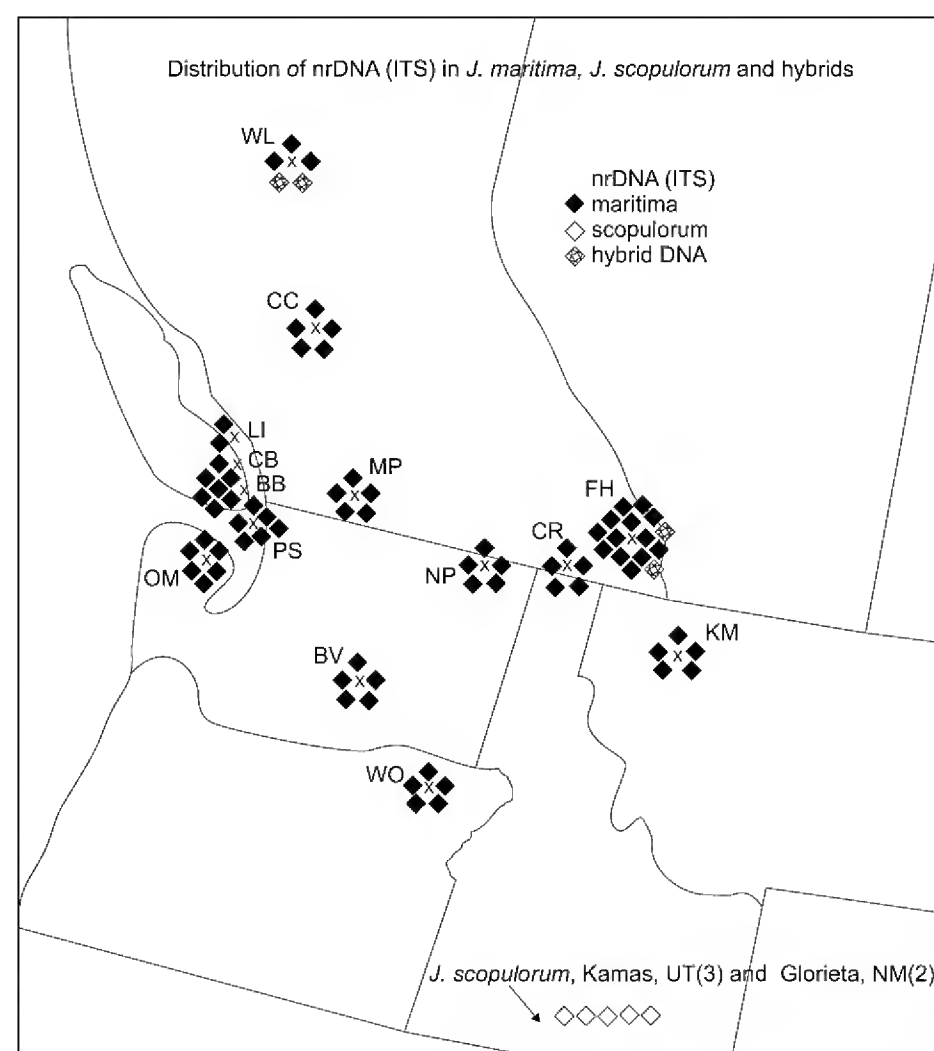 Distribution of nrDNA (ITS) in J. maritima, J. scopulorum and hybrids
WL
nrDNA (ITS)
maritima
scopulorum
hybrid DNA
CC
LI
CB
BB
MP
FH
CR
PS
OM
NP
KM
BV
WO
J. scopulorum, Kamas, UT(3) and Glorieta, NM(2)